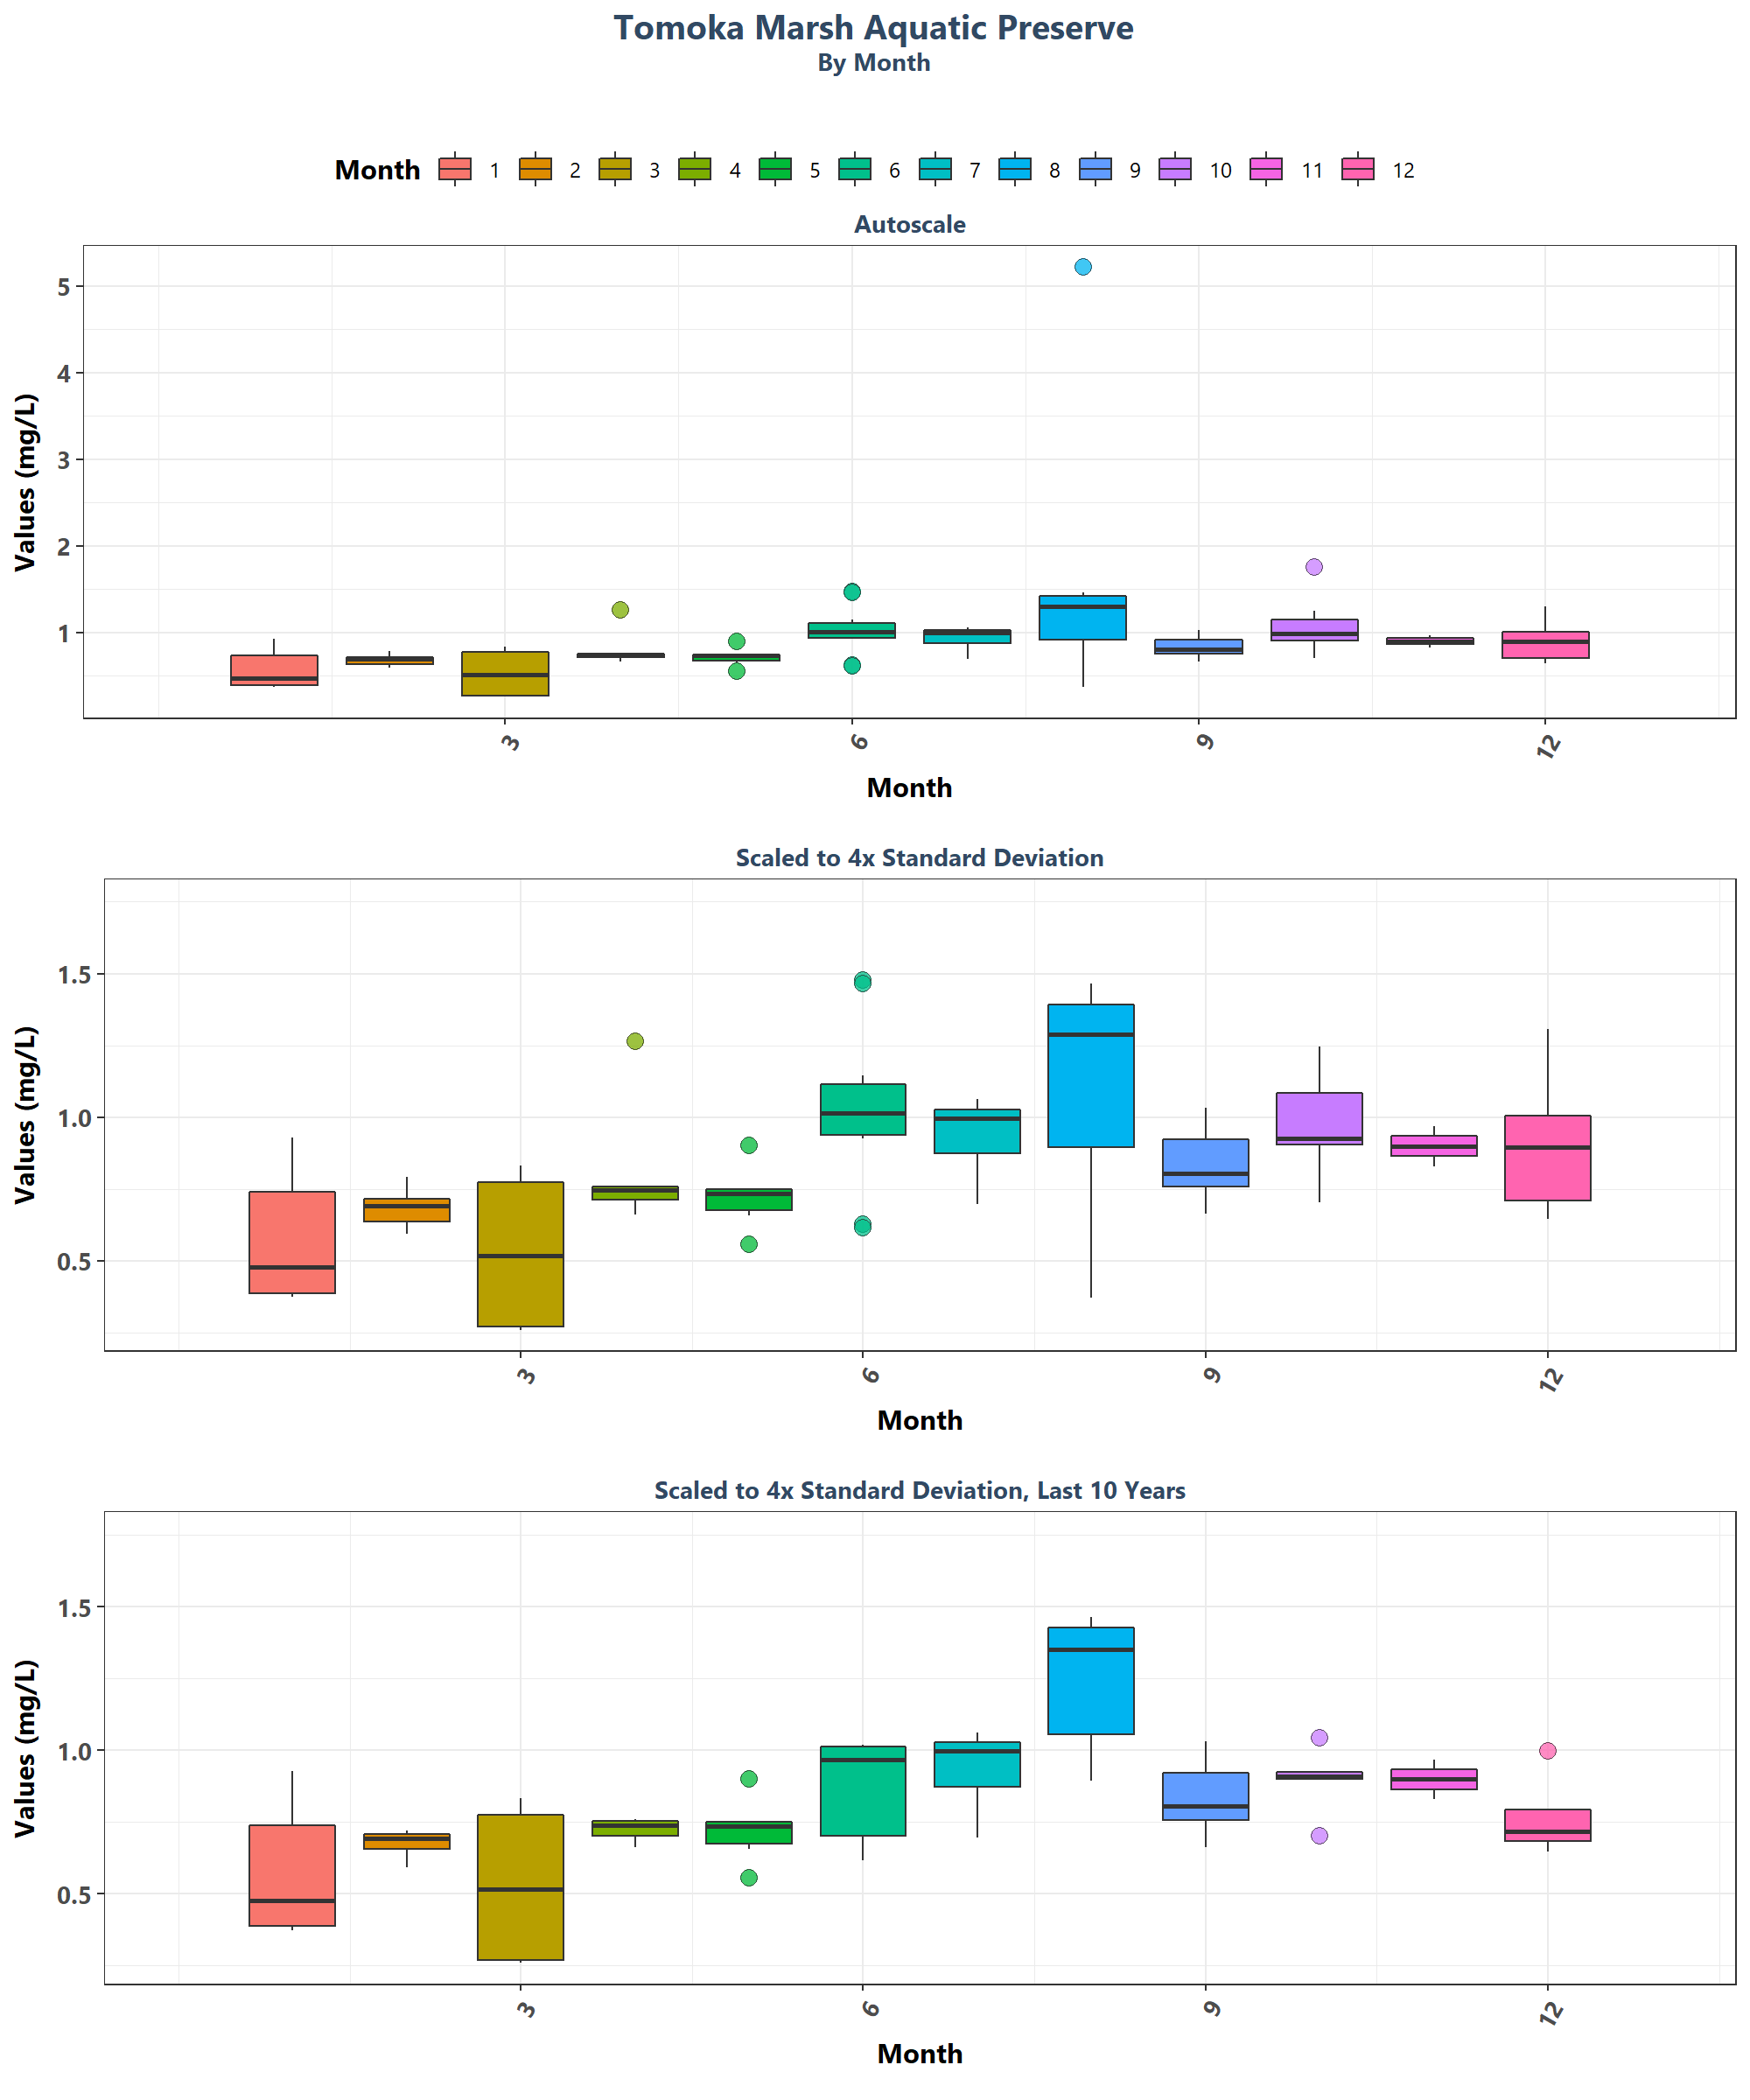 Tomoka Marsh Aquatic Preserve
By Month
Month 1 2 3 4 5 6 7 8 9 10 11 12
Autoscale
Values (mg/L)
5
4
3
2
1
3 6 9 12
Month
Scaled to 4x Standard Deviation
Values (mg/L)
1.5
1.0
0.5
3 6 9 12
Month
Scaled to 4x Standard Deviation, Last 10 Years
Values (mg/L)
1.5
1.0
0.5
3 6 9 12
Month